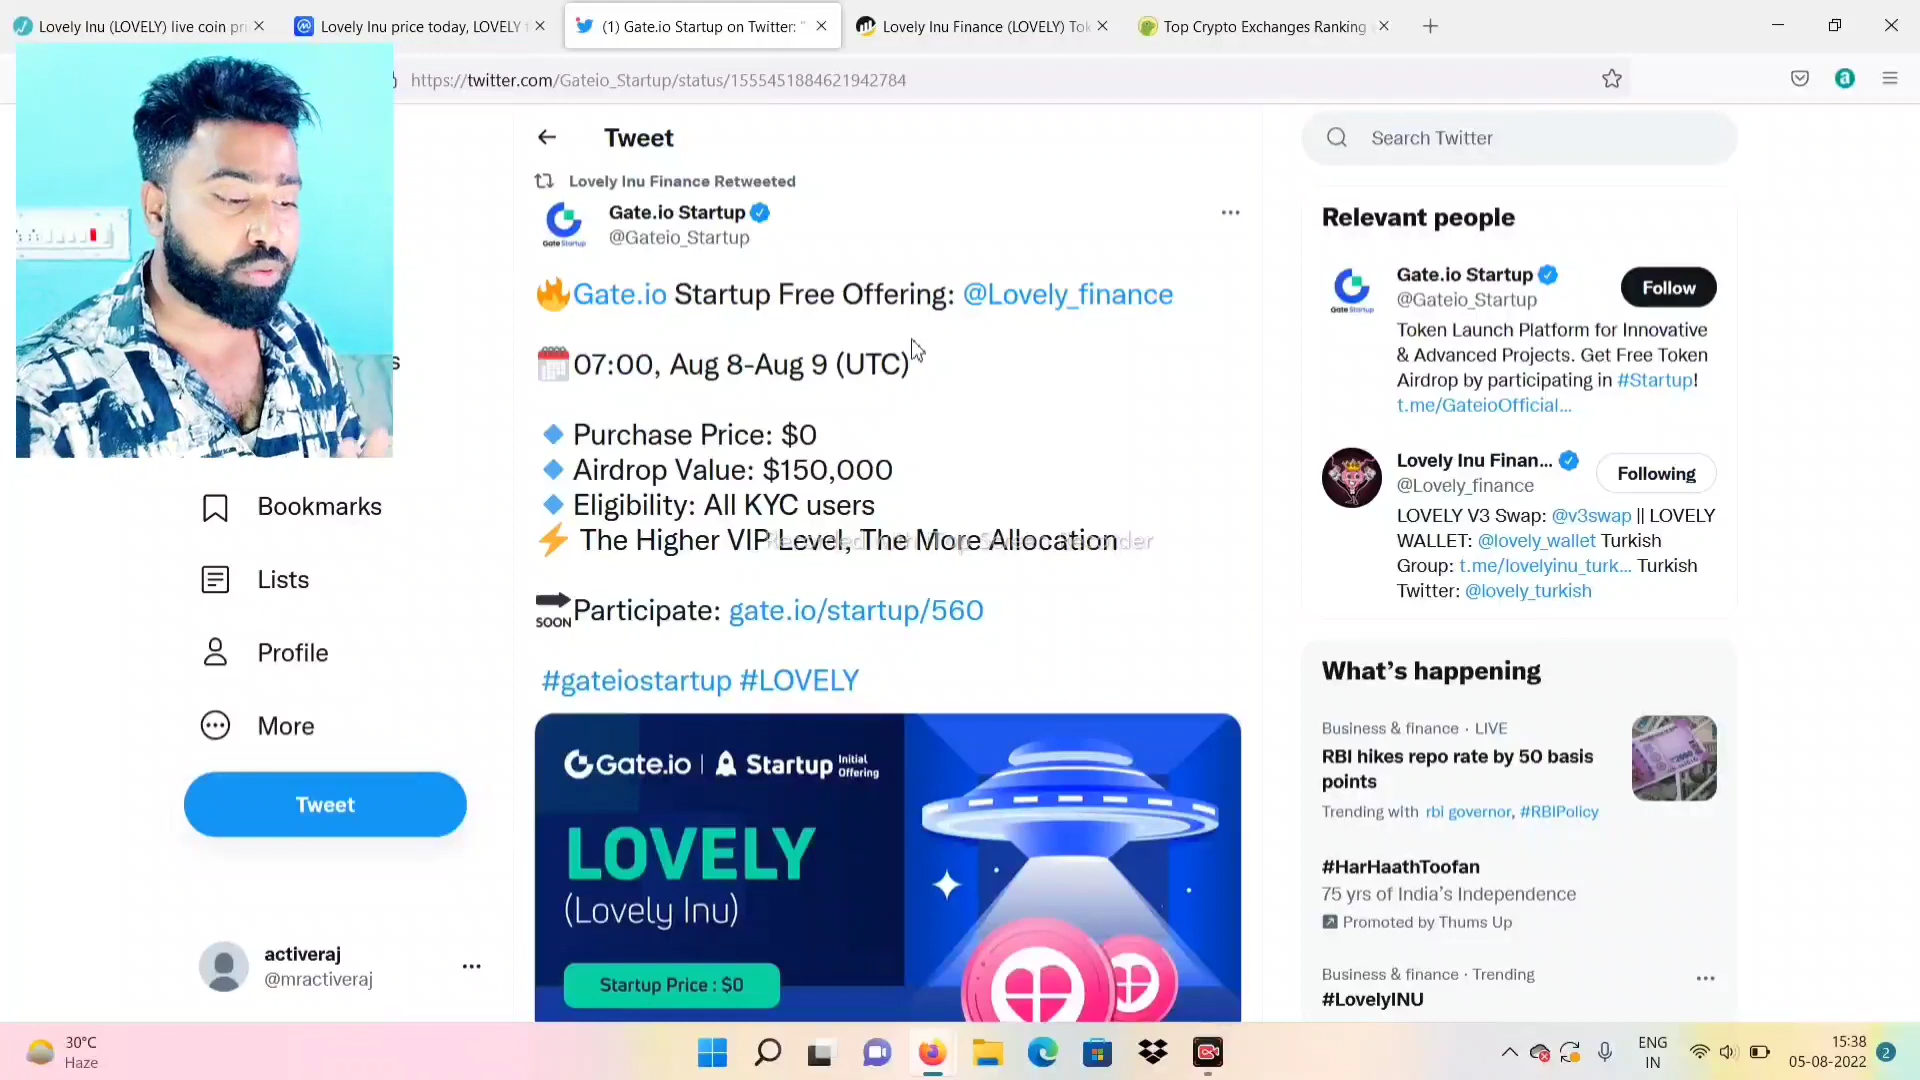 Lovely Inu (LOVELY) live coin pri
Lovely Inu price today, LOVELY t
(1) Gate.io Startup on Twitter: "
Lovely Inu Finance (LOVELY) Tok
Top Crypto Exchanges Ranking
https://twitter.com/Gateio_Startup/status/1555451884621942784
Tweet
Search Twitter
Lovely Inu Finance Retweeted
Gate.io Startup
@Gateio_Startup
🔥Gate.io Startup Free Offering: @Lovely_finance
07:00, Aug 8-Aug 9 (UTC)
🔹 Purchase Price: $0
🔹 Airdrop Value: $150,000
🔹 Eligibility: All KYC users
⚡ The Higher VIP Level, The More Allocation
SOON Participate: gate.io/startup/560
#gateiostartup #LOVELY
Gate.io | Startup Initial Offering
LOVELY
(Lovely Inu)
Startup Price : $0
Bookmarks
Lists
Profile
More
Tweet
activeraj
@mractiveraj
Relevant people
Gate.io Startup
Follow
@Gateio_Startup
Token Launch Platform for Innovative
& Advanced Projects. Get Free Token
Airdrop by participating in #Startup!
t.me/GateioOfficial...
Lovely Inu Finan...
Following
@Lovely_finance
LOVELY V3 Swap: @v3swap || LOVELY
WALLET: @lovely_wallet Turkish
Group: t.me/lovelyinu_turk... Turkish
Twitter: @lovely_turkish
What's happening
Business & finance · LIVE
RBI hikes repo rate by 50 basis
points
Trending with rbi governor, #RBIPolicy
#HarHaathToofan
75 yrs of India's Independence
Promoted by Thums Up
Business & finance · Trending
#LovelyINU
30°C
Haze
ENG
IN
15:38
05-08-2022
2